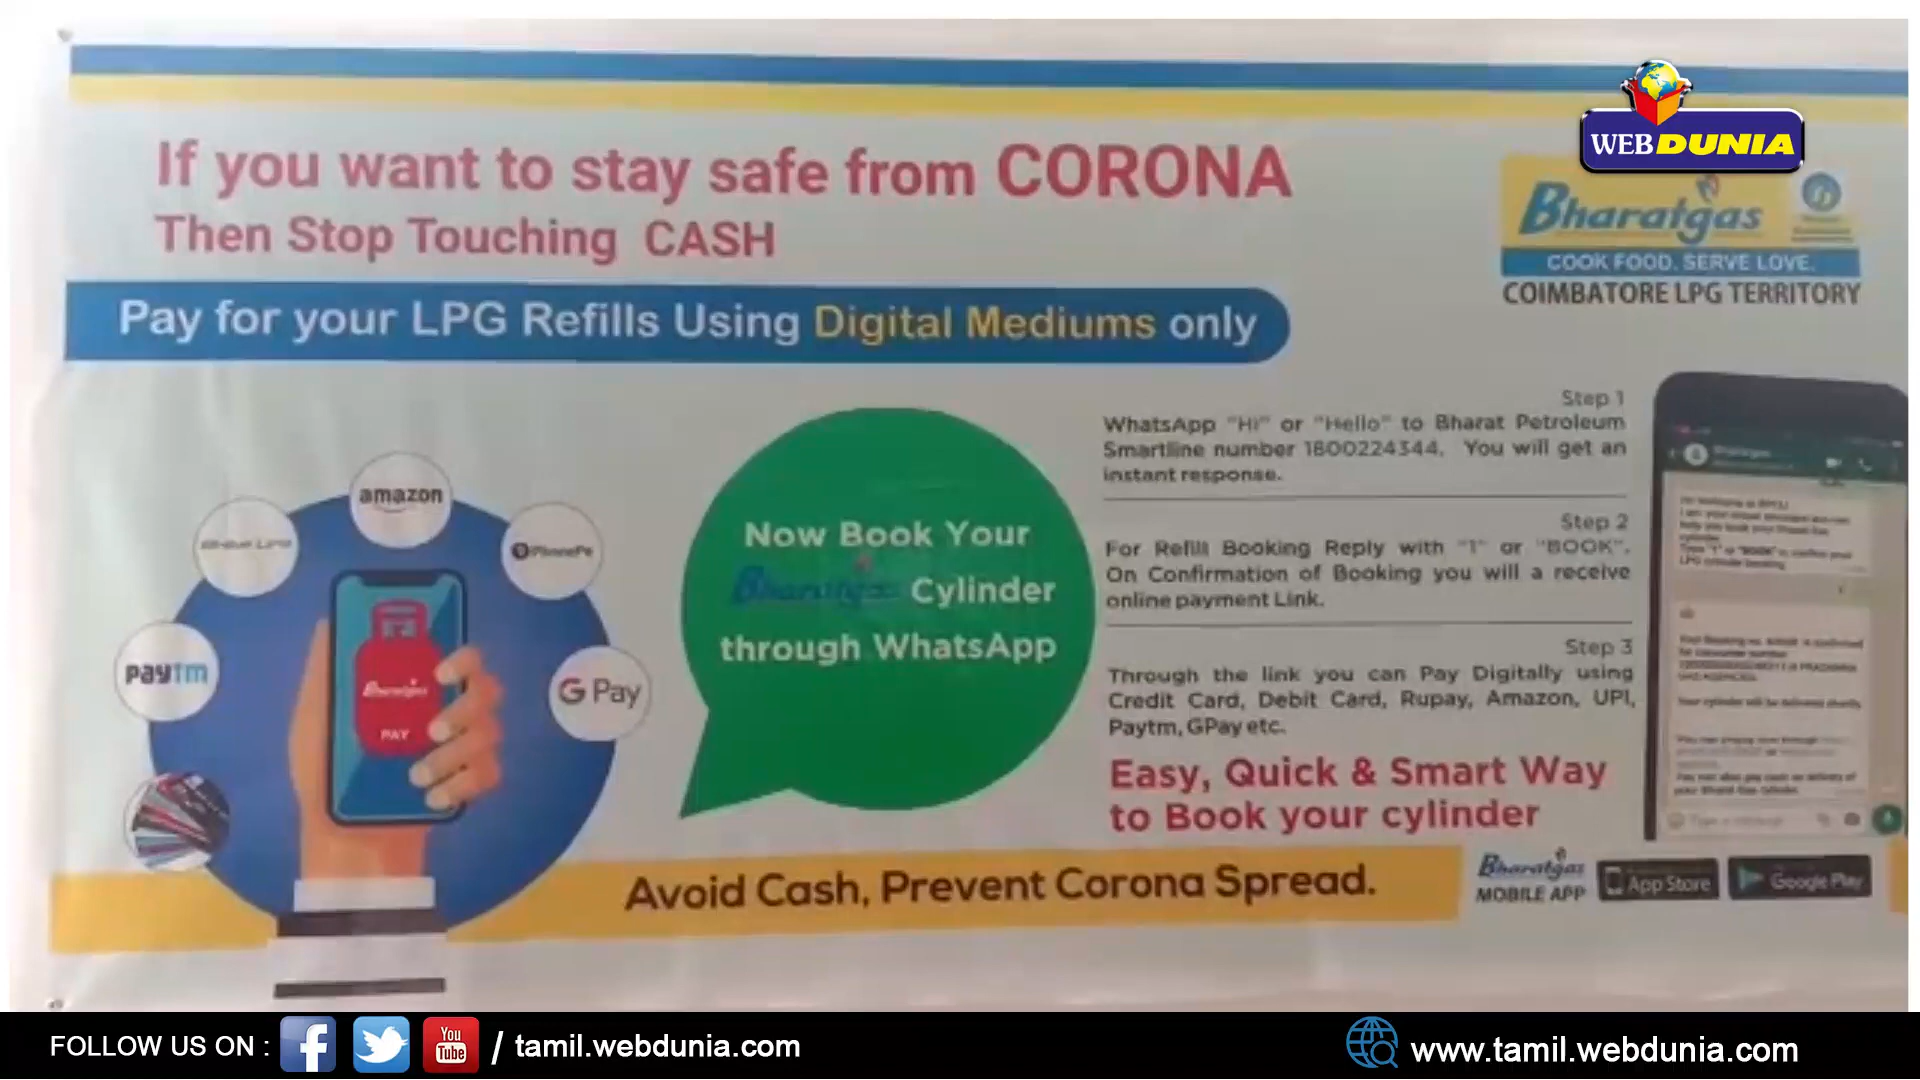 WEBDUNIA
If you want to stay safe from CORONA
Then Stop Touching CASH
Bharatgas
COOK FOOD. SERVE LOVE.
COIMBATORE LPG TERRITORY
Pay for your LPG Refills Using Digital Mediums only
amazon
PhonePe
paytm
G Pay
Bharatgas
PAY
Now Book Your
Bharatgas Cylinder
through WhatsApp
Step 1
WhatsApp "Hi" or "Hello" to Bharat Petroleum
Smartline number 1800224344. You will get an
instant response.
Step 2
For Refill Booking Reply with "1" or "BOOK".
On Confirmation of Booking you will a receive
online payment Link.
Step 3
Through the link you can Pay Digitally using
Credit Card, Debit Card, Rupay, Amazon, UPI,
Paytm, GPay etc.
Easy, Quick & Smart Way
to Book your cylinder
Avoid Cash, Prevent Corona Spread.
Bharatgas
MOBILE APP
App Store
Google Play
FOLLOW US ON :
You
Tube
/ tamil.webdunia.com
www.tamil.webdunia.com